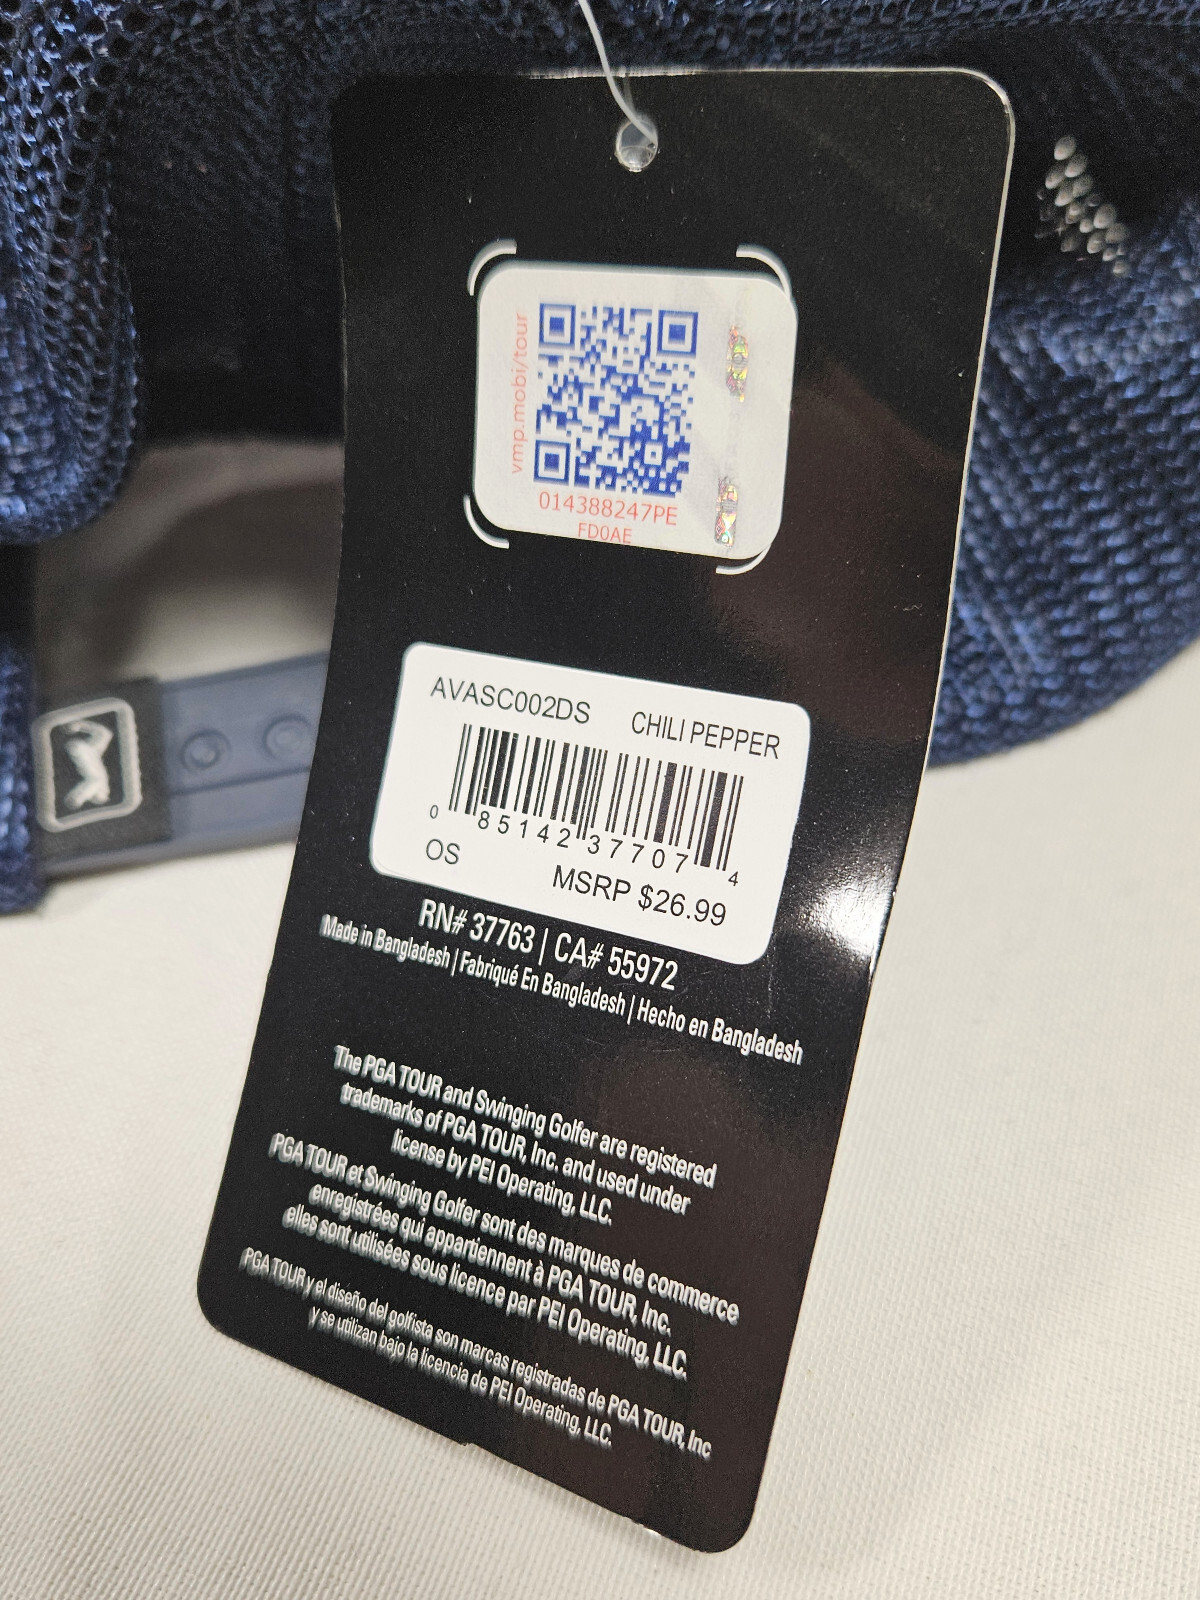 vmp.mobi/tour
014388247PE
FD0AE
AVASC002DS CHILI PEPPER
0 85142 37707 4
OS MSRP $26.99
RN# 37763 | CA# 55972
Made in Bangladesh | Fabriqué En Bangladesh | Hecho en Bangladesh
The PGA TOUR and Swinging Golfer are registered
trademarks of PGA TOUR, Inc. and used under
license by PEI Operating, LLC.
PGA TOUR et Swinging Golfer sont des marques de commerce
enregistrées qui appartiennent à PGA TOUR, Inc.
elles sont utilisées sous licence par PEI Operating, LLC.
PGA TOUR y el diseño del golfista son marcas registradas de PGA TOUR, Inc
y se utilizan bajo la licencia de PEI Operating, LLC.